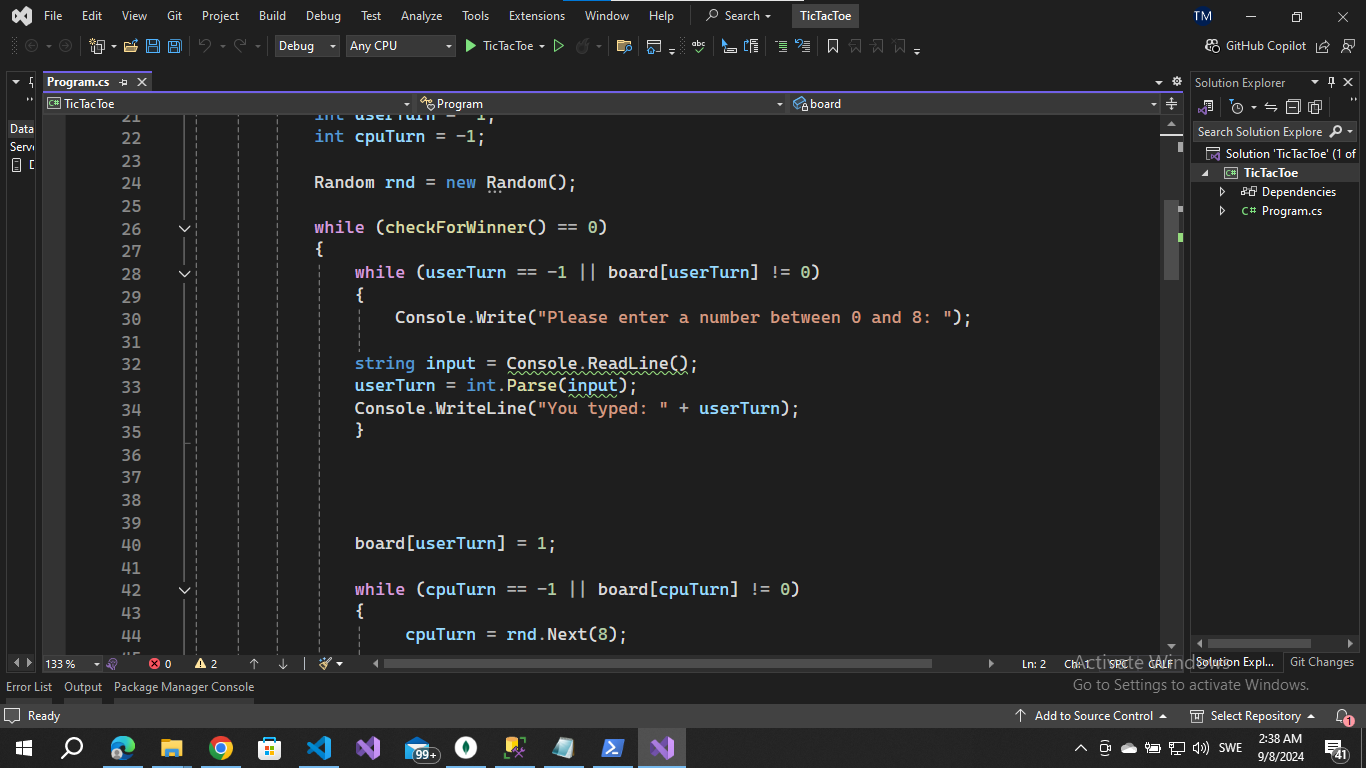 File Edit View Git Project Build Debug Test Analyze Tools Extensions Window Help Search TicTacToe TM
Debug Any CPU TicTacToe GitHub Copilot
Program.cs
TicTacToe Program board
Data
Serv
Solution Explorer
Search Solution Explore
Solution 'TicTacToe' (1 of
C# TicTacToe
Dependencies
C# Program.cs
21 int userTurn = -1;
22 int cpuTurn = -1;
23
24 Random rnd = new Random();
25
26 while (checkForWinner() == 0)
27 {
28 while (userTurn == -1 || board[userTurn] != 0)
29 {
30 Console.Write("Please enter a number between 0 and 8: ");
31
32 string input = Console.ReadLine();
33 userTurn = int.Parse(input);
34 Console.WriteLine("You typed: " + userTurn);
35 }
36
37
38
39
40 board[userTurn] = 1;
41
42 while (cpuTurn == -1 || board[cpuTurn] != 0)
43 {
44 cpuTurn = rnd.Next(8);
133 % 0 2 Ln: 2 Ch: 1 SPC CRLF
Solution Expl... Git Changes
Activate Windows
Go to Settings to activate Windows.
Error List Output Package Manager Console
Ready Add to Source Control Select Repository 1
99+ SWE 2:38 AM
9/8/2024 41